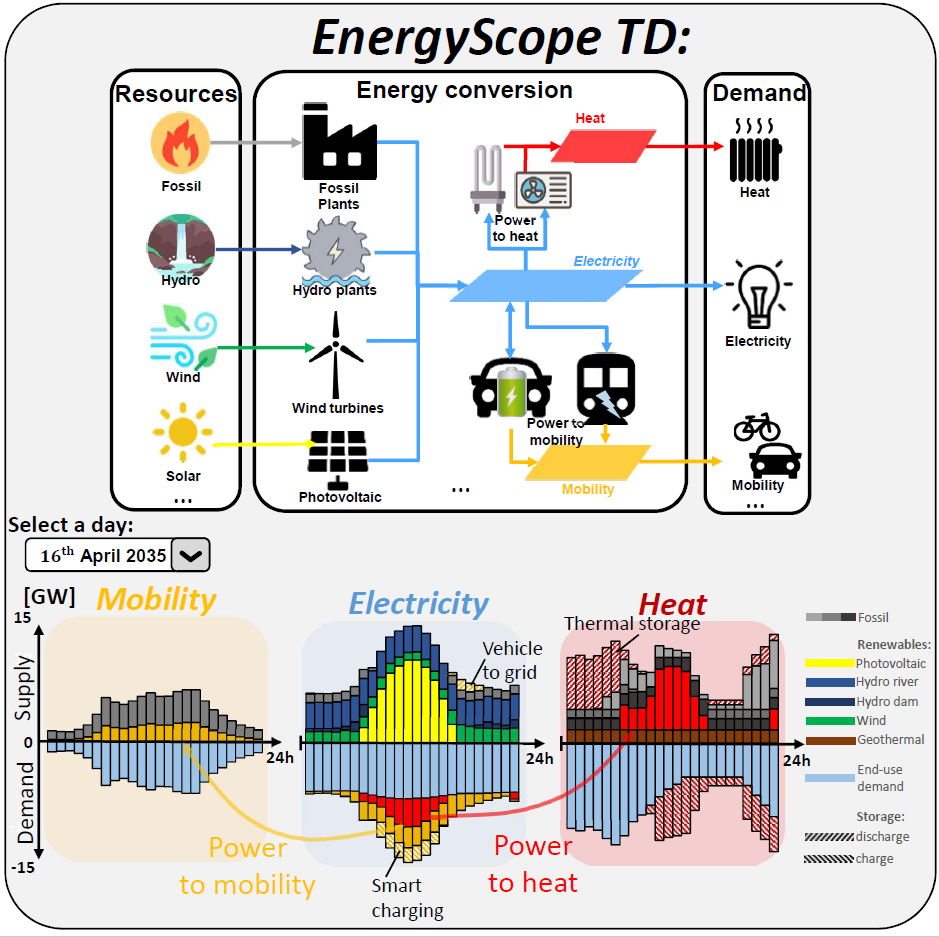 EnergyScope TD:
Resources
Energy conversion
Demand
Fossil
Hydro
Wind
Solar
...
Fossil
Plants
Hydro plants
Wind turbines
Photovoltaic
Heat
Power
to heat
Electricity
Power to
mobility
Mobility
...
Heat
Electricity
Mobility
...
Select a day:
16th April 2035
[GW]
Mobility
Electricity
Heat
15
Supply
0
Demand
-15
24h
Power
to mobility
Vehicle
to grid
24h
Smart
charging
Power
to heat
Thermal storage
24h
Fossil
Renewables:
Photovoltaic
Hydro river
Hydro dam
Wind
Geothermal
End-use
demand
Storage:
discharge
charge